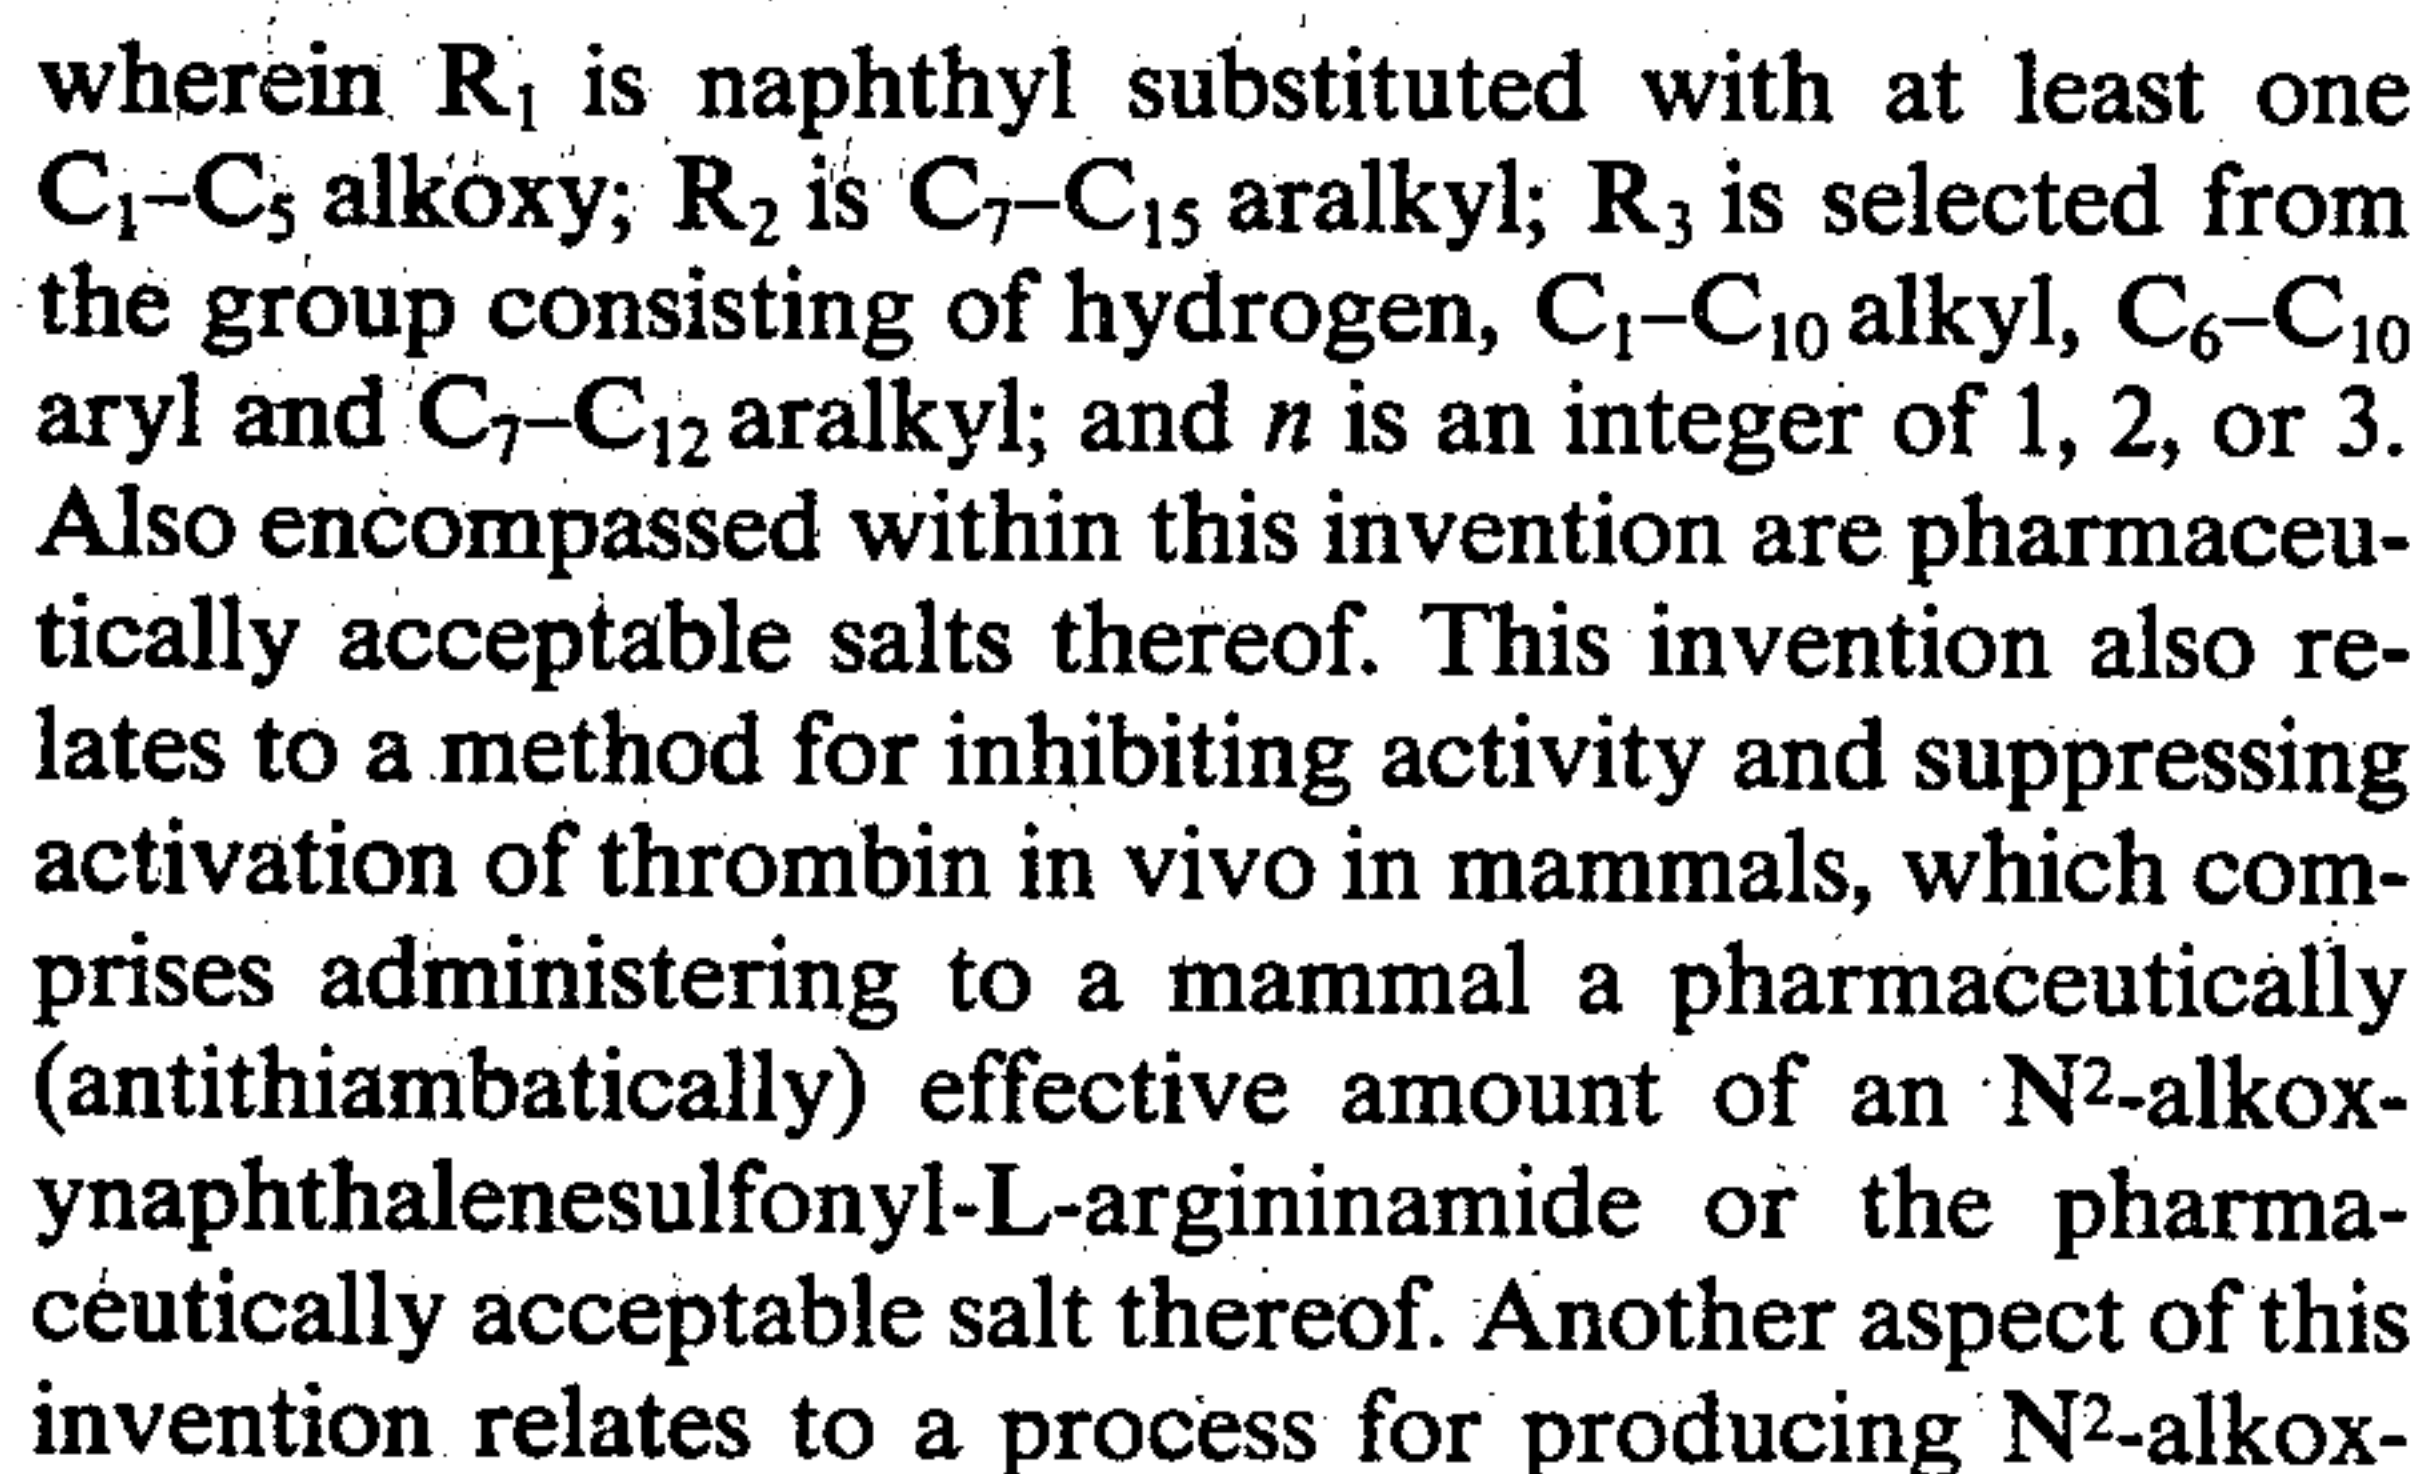 wherein R₁ is naphthyl substituted with at least one
C₁–C₅ alkoxy; R₂ is C₇–C₁₅ aralkyl; R₃ is selected from
the group consisting of hydrogen, C₁–C₁₀ alkyl, C₆–C₁₀
aryl and C₇–C₁₂ aralkyl; and n is an integer of 1, 2, or 3.
Also encompassed within this invention are pharmaceu-
tically acceptable salts thereof. This invention also re-
lates to a method for inhibiting activity and suppressing
activation of thrombin in vivo in mammals, which com-
prises administering to a mammal a pharmaceutically
(antithiambatically) effective amount of an N²-alkox-
ynaphthalenesulfonyl-L-argininamide or the pharma-
ceutically acceptable salt thereof. Another aspect of this
invention relates to a process for producing N²-alkox-